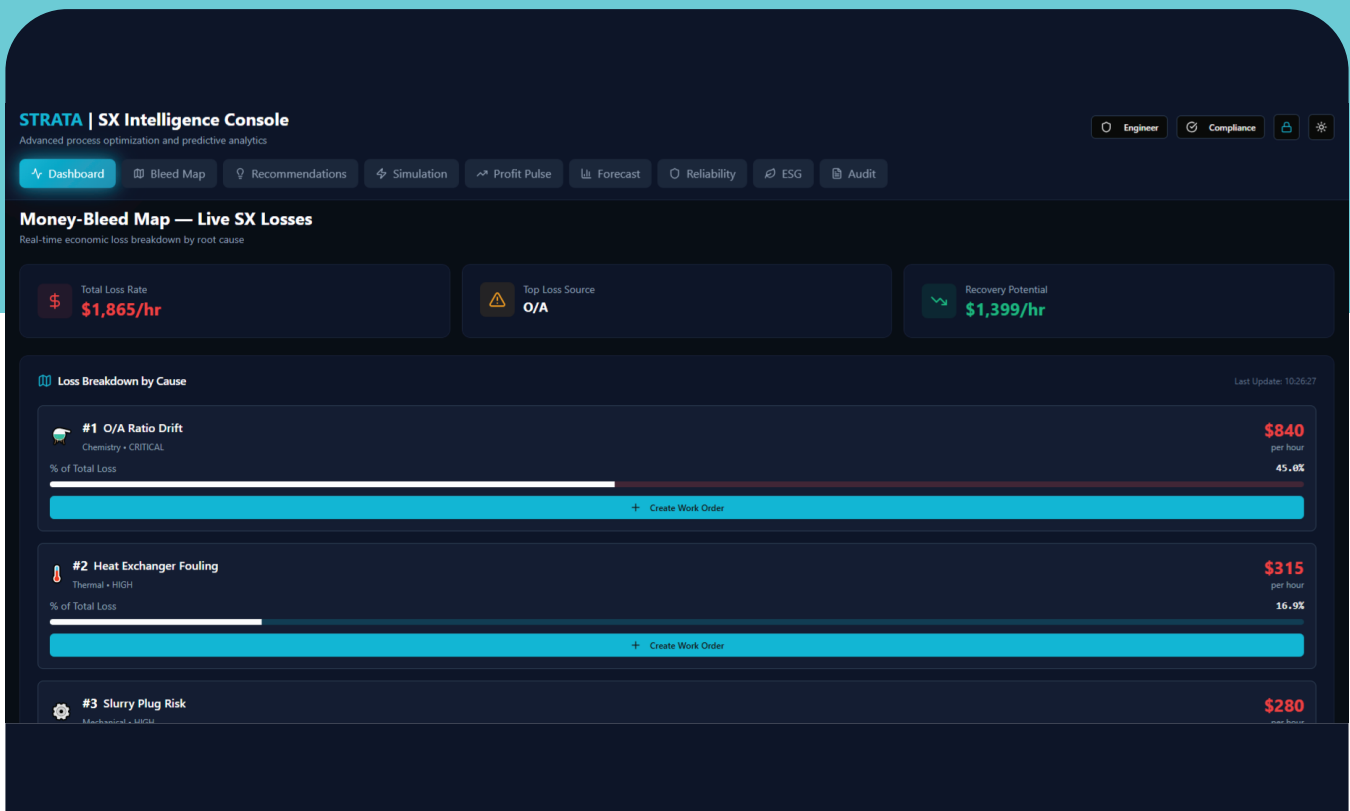 STRATA | SX Intelligence Console
Advanced process optimization and predictive analytics
Engineer
Compliance
Dashboard
Bleed Map
Recommendations
Simulation
Profit Pulse
Forecast
Reliability
ESG
Audit
Money-Bleed Map — Live SX Losses
Real-time economic loss breakdown by root cause
Total Loss Rate
$1,865/hr
Top Loss Source
O/A
Recovery Potential
$1,399/hr
Loss Breakdown by Cause
Last Update: 10:26:27
#1 O/A Ratio Drift
Chemistry • CRITICAL
$840
per hour
% of Total Loss
45.0%
+ Create Work Order
#2 Heat Exchanger Fouling
Thermal • HIGH
$315
per hour
% of Total Loss
16.9%
+ Create Work Order
#3 Slurry Plug Risk
Mechanical • HIGH
$280
per hour